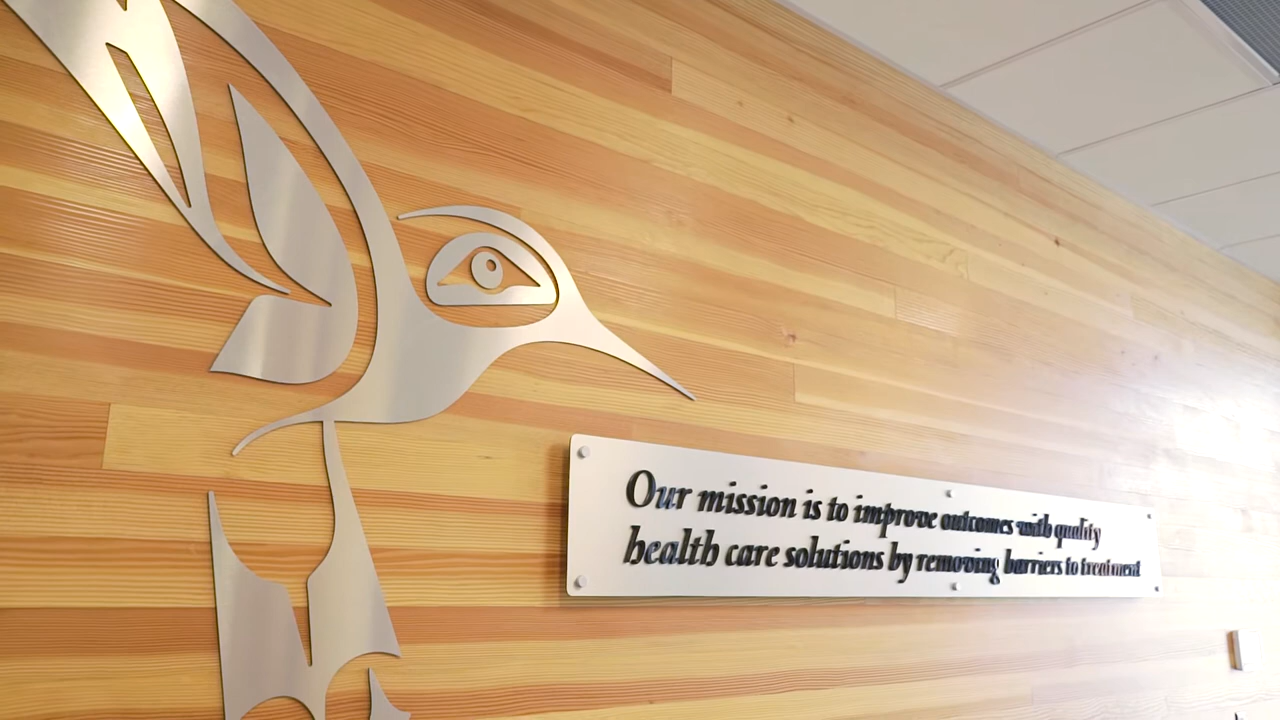 Our mission is to improve outcomes with quality
health care solutions by removing barriers to treatment